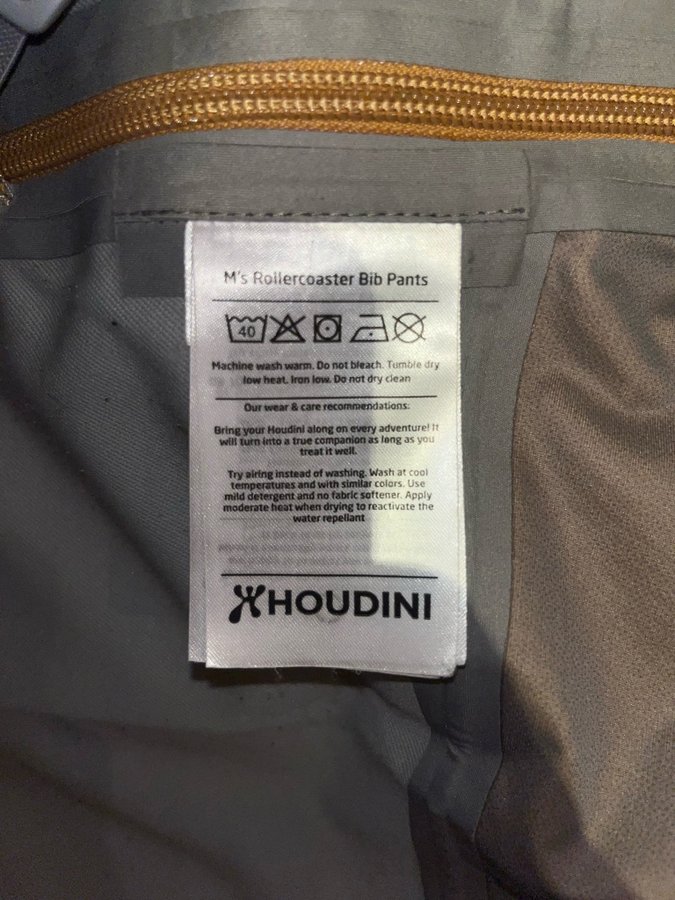 M's Rollercoaster Bib Pants
40
Machine wash warm. Do not bleach. Tumble dry
low heat. Iron low. Do not dry clean
Our wear & care recommendations:
Bring your Houdini along on every adventure! It
will turn into a true companion as long as you
treat it well.
Try airing instead of washing. Wash at cool
temperatures and with similar colors. Use
mild detergent and no fabric softener. Apply
moderate heat when drying to reactivate the
water repellant
HOUDINI